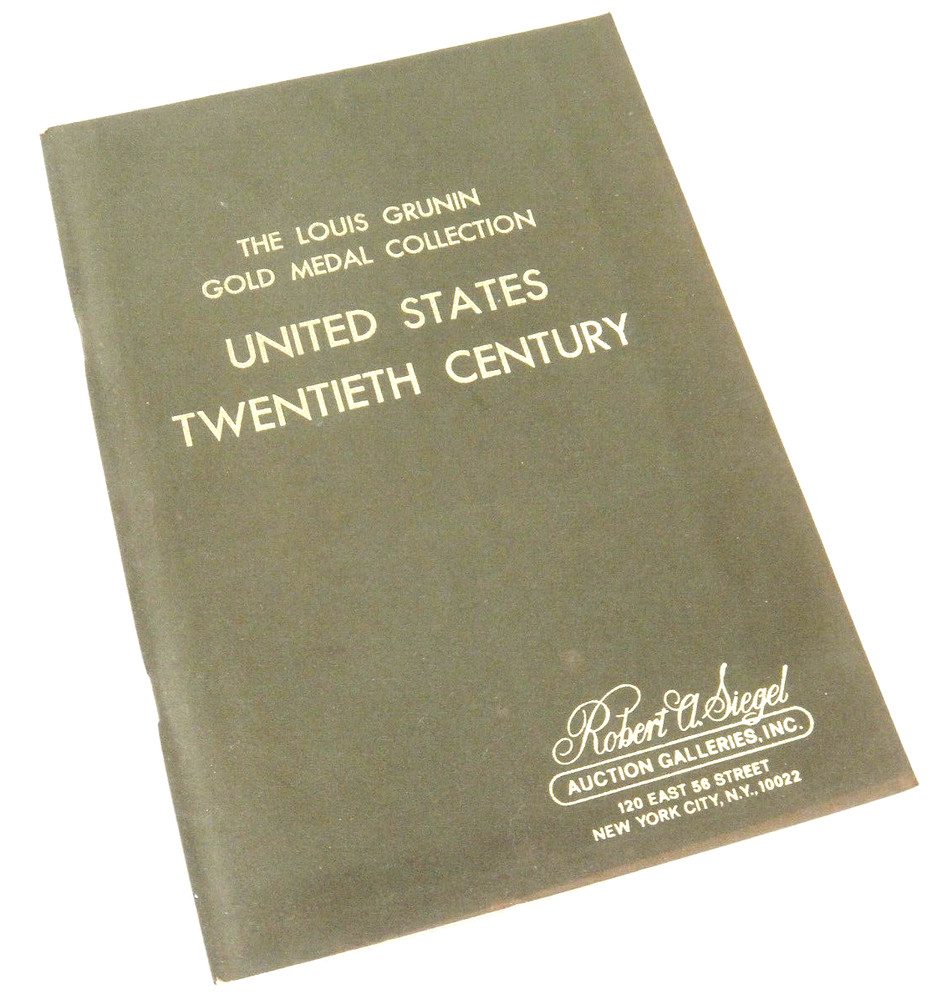 THE LOUIS GRUNIN
GOLD MEDAL COLLECTION
UNITED STATES
TWENTIETH CENTURY
Robert A. Siegel
AUCTION GALLERIES, INC.
120 EAST 56 STREET
NEW YORK CITY, N.Y., 10022